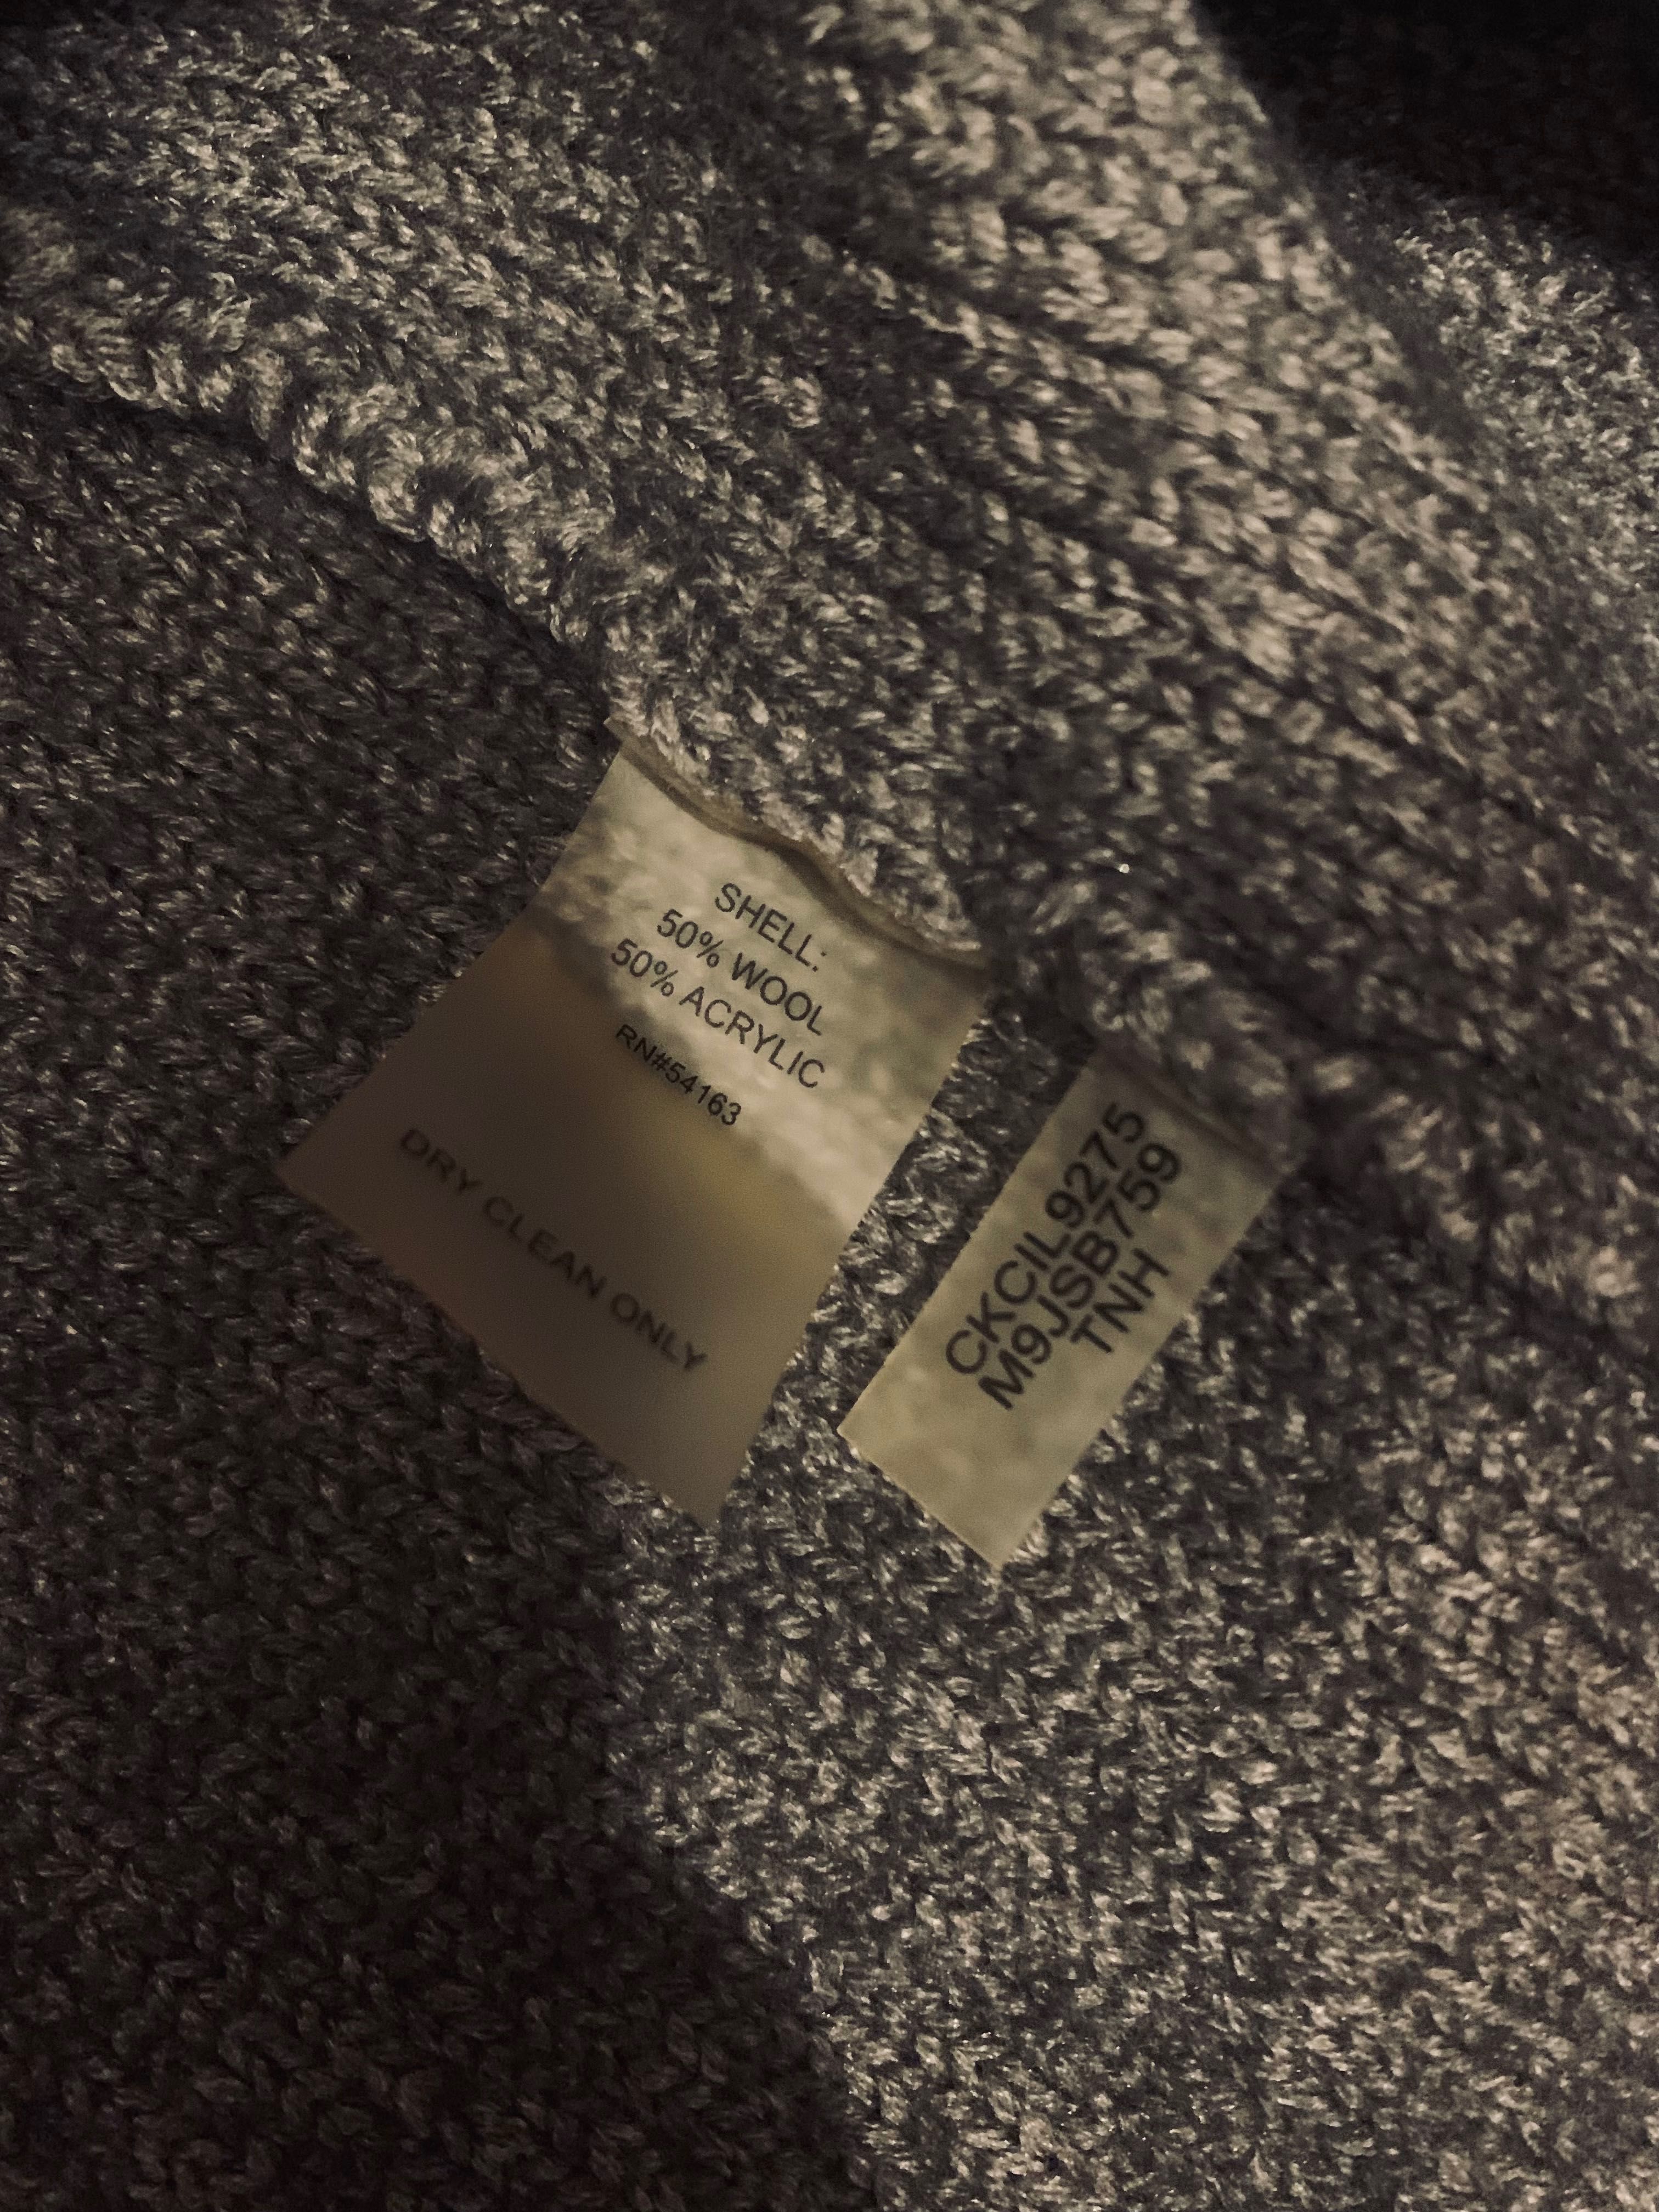 SHELL:
50% WOOL
50% ACRYLIC
RN#54163
DRY CLEAN ONLY
CKCIL9275
M9JSB759
TNH